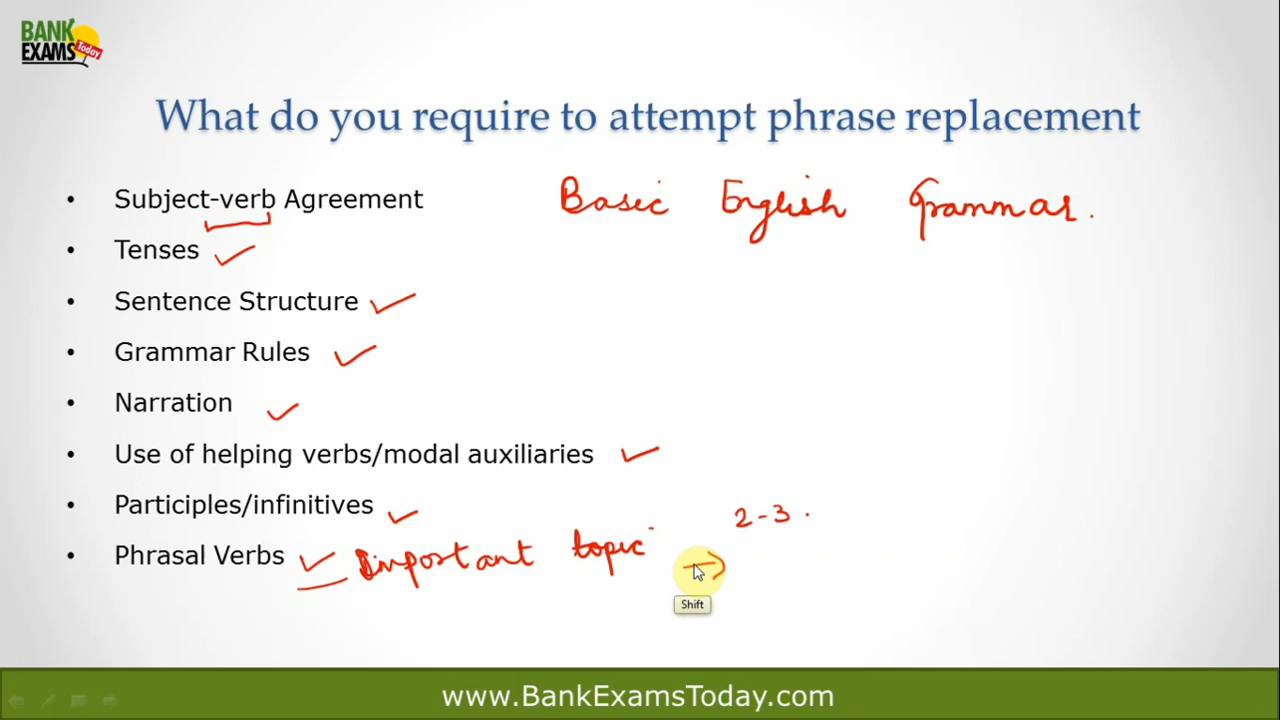 BANK
EXAMS Today
What do you require to attempt phrase replacement
• Subject-verb Agreement
Basic English Grammar.
• Tenses
• Sentence Structure
• Grammar Rules
• Narration
• Use of helping verbs/modal auxiliaries
• Participles/infinitives
2-3.
• Phrasal Verbs
Important topic
Shift
www.BankExamsToday.com